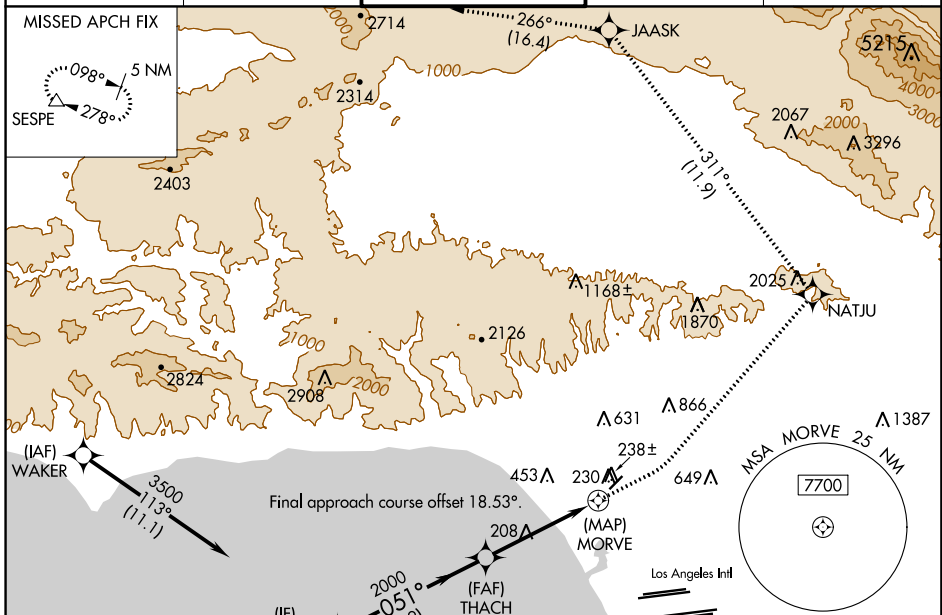 MISSED APCH FIX
098°
5 NM
SESPE
278°
2714
266°
(16.4)
JAASK
5215
1000
2314
4000
3000
2067
2000
3296
311°
(11.9)
2403
1168±
2025
NATJU
1870
1000
2126
2824
2908
2000
631
866
1387
(IAF)
WAKER
3500
113°
(11.1)
453
230
238±
649
MSA MORVE 25 NM
7700
Final approach course offset 18.53°.
(MAP)
MORVE
208
2000
051°
(FAF)
THACH
Los Angeles Intl